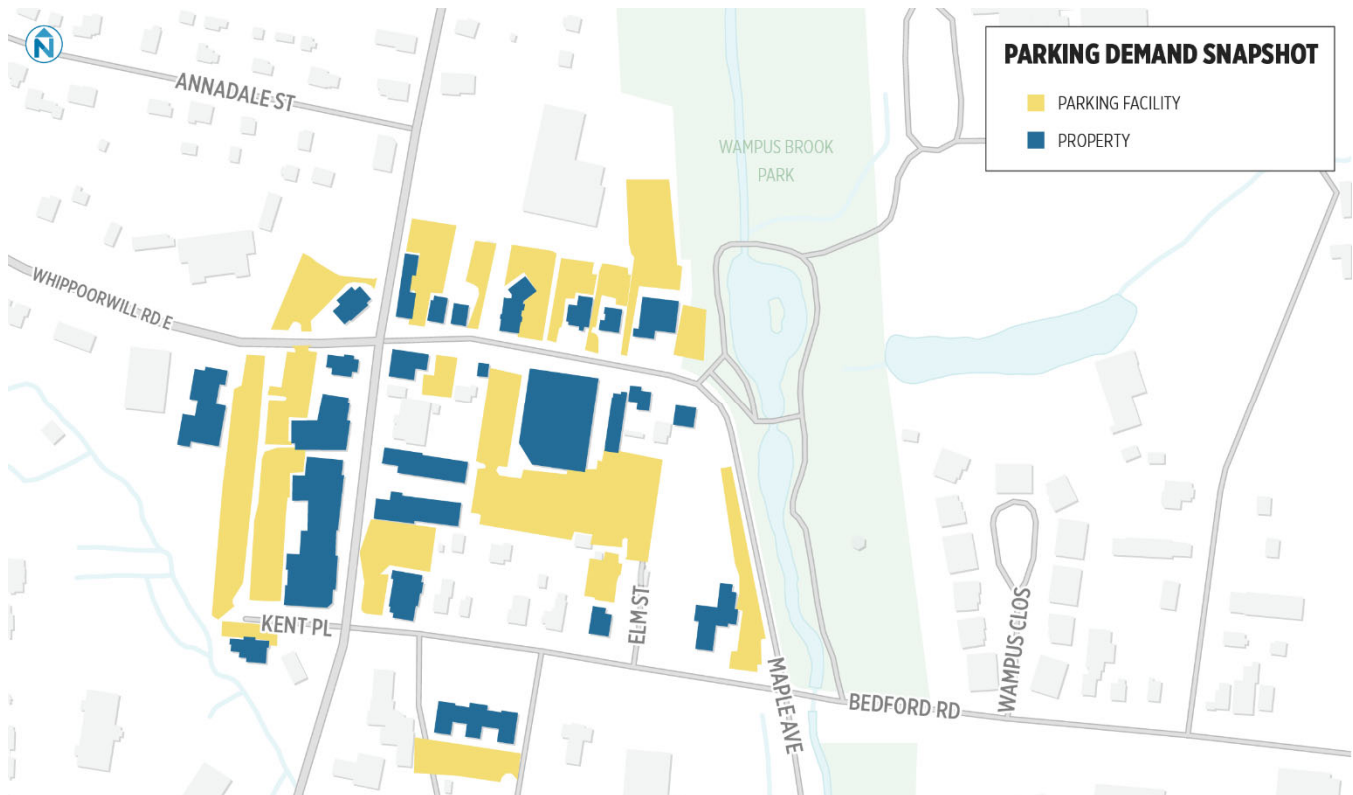 N
PARKING DEMAND SNAPSHOT
PARKING FACILITY
PROPERTY
ANNADALE ST
WAMPUS BROOK
PARK
WHIPPOORWILL RD E
KENT PL
ELM ST
MAPLE AVE
BEDFORD RD
WAMPUS CLOS